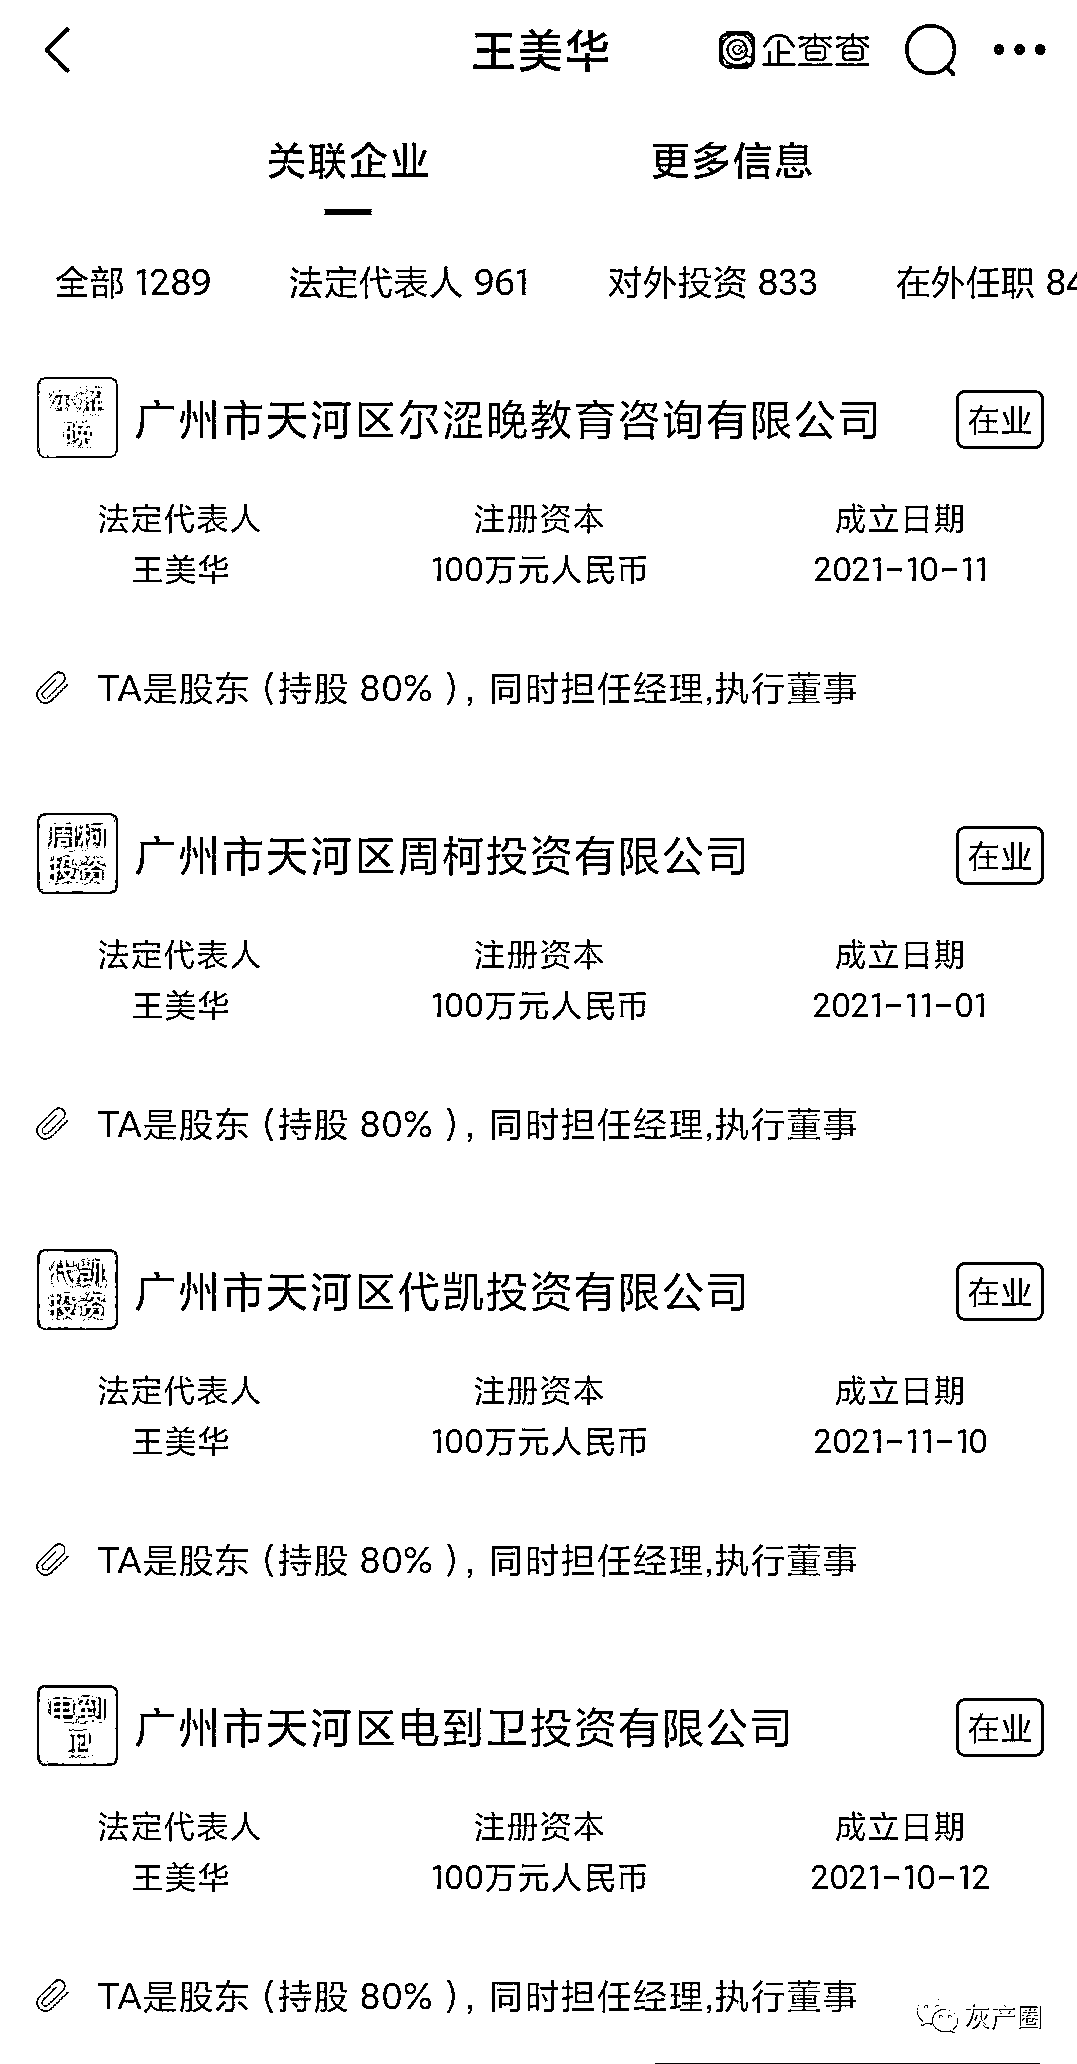 王美华 企查查
关联企业 更多信息
全部 1289 法定代表人 961 对外投资 833 在外任职 84
尔涩
晚
广州市天河区尔涩晚教育咨询有限公司 在业
法定代表人 注册资本 成立日期
王美华 100万元人民币 2021-10-11
TA是股东（持股 80%），同时担任经理,执行董事
周柯
投资
广州市天河区周柯投资有限公司 在业
法定代表人 注册资本 成立日期
王美华 100万元人民币 2021-11-01
TA是股东（持股 80%），同时担任经理,执行董事
代凯
投资
广州市天河区代凯投资有限公司 在业
法定代表人 注册资本 成立日期
王美华 100万元人民币 2021-11-10
TA是股东（持股 80%），同时担任经理,执行董事
电到
卫
广州市天河区电到卫投资有限公司 在业
法定代表人 注册资本 成立日期
王美华 100万元人民币 2021-10-12
TA是股东（持股 80%），同时担任经理,执行董事
灰产圈